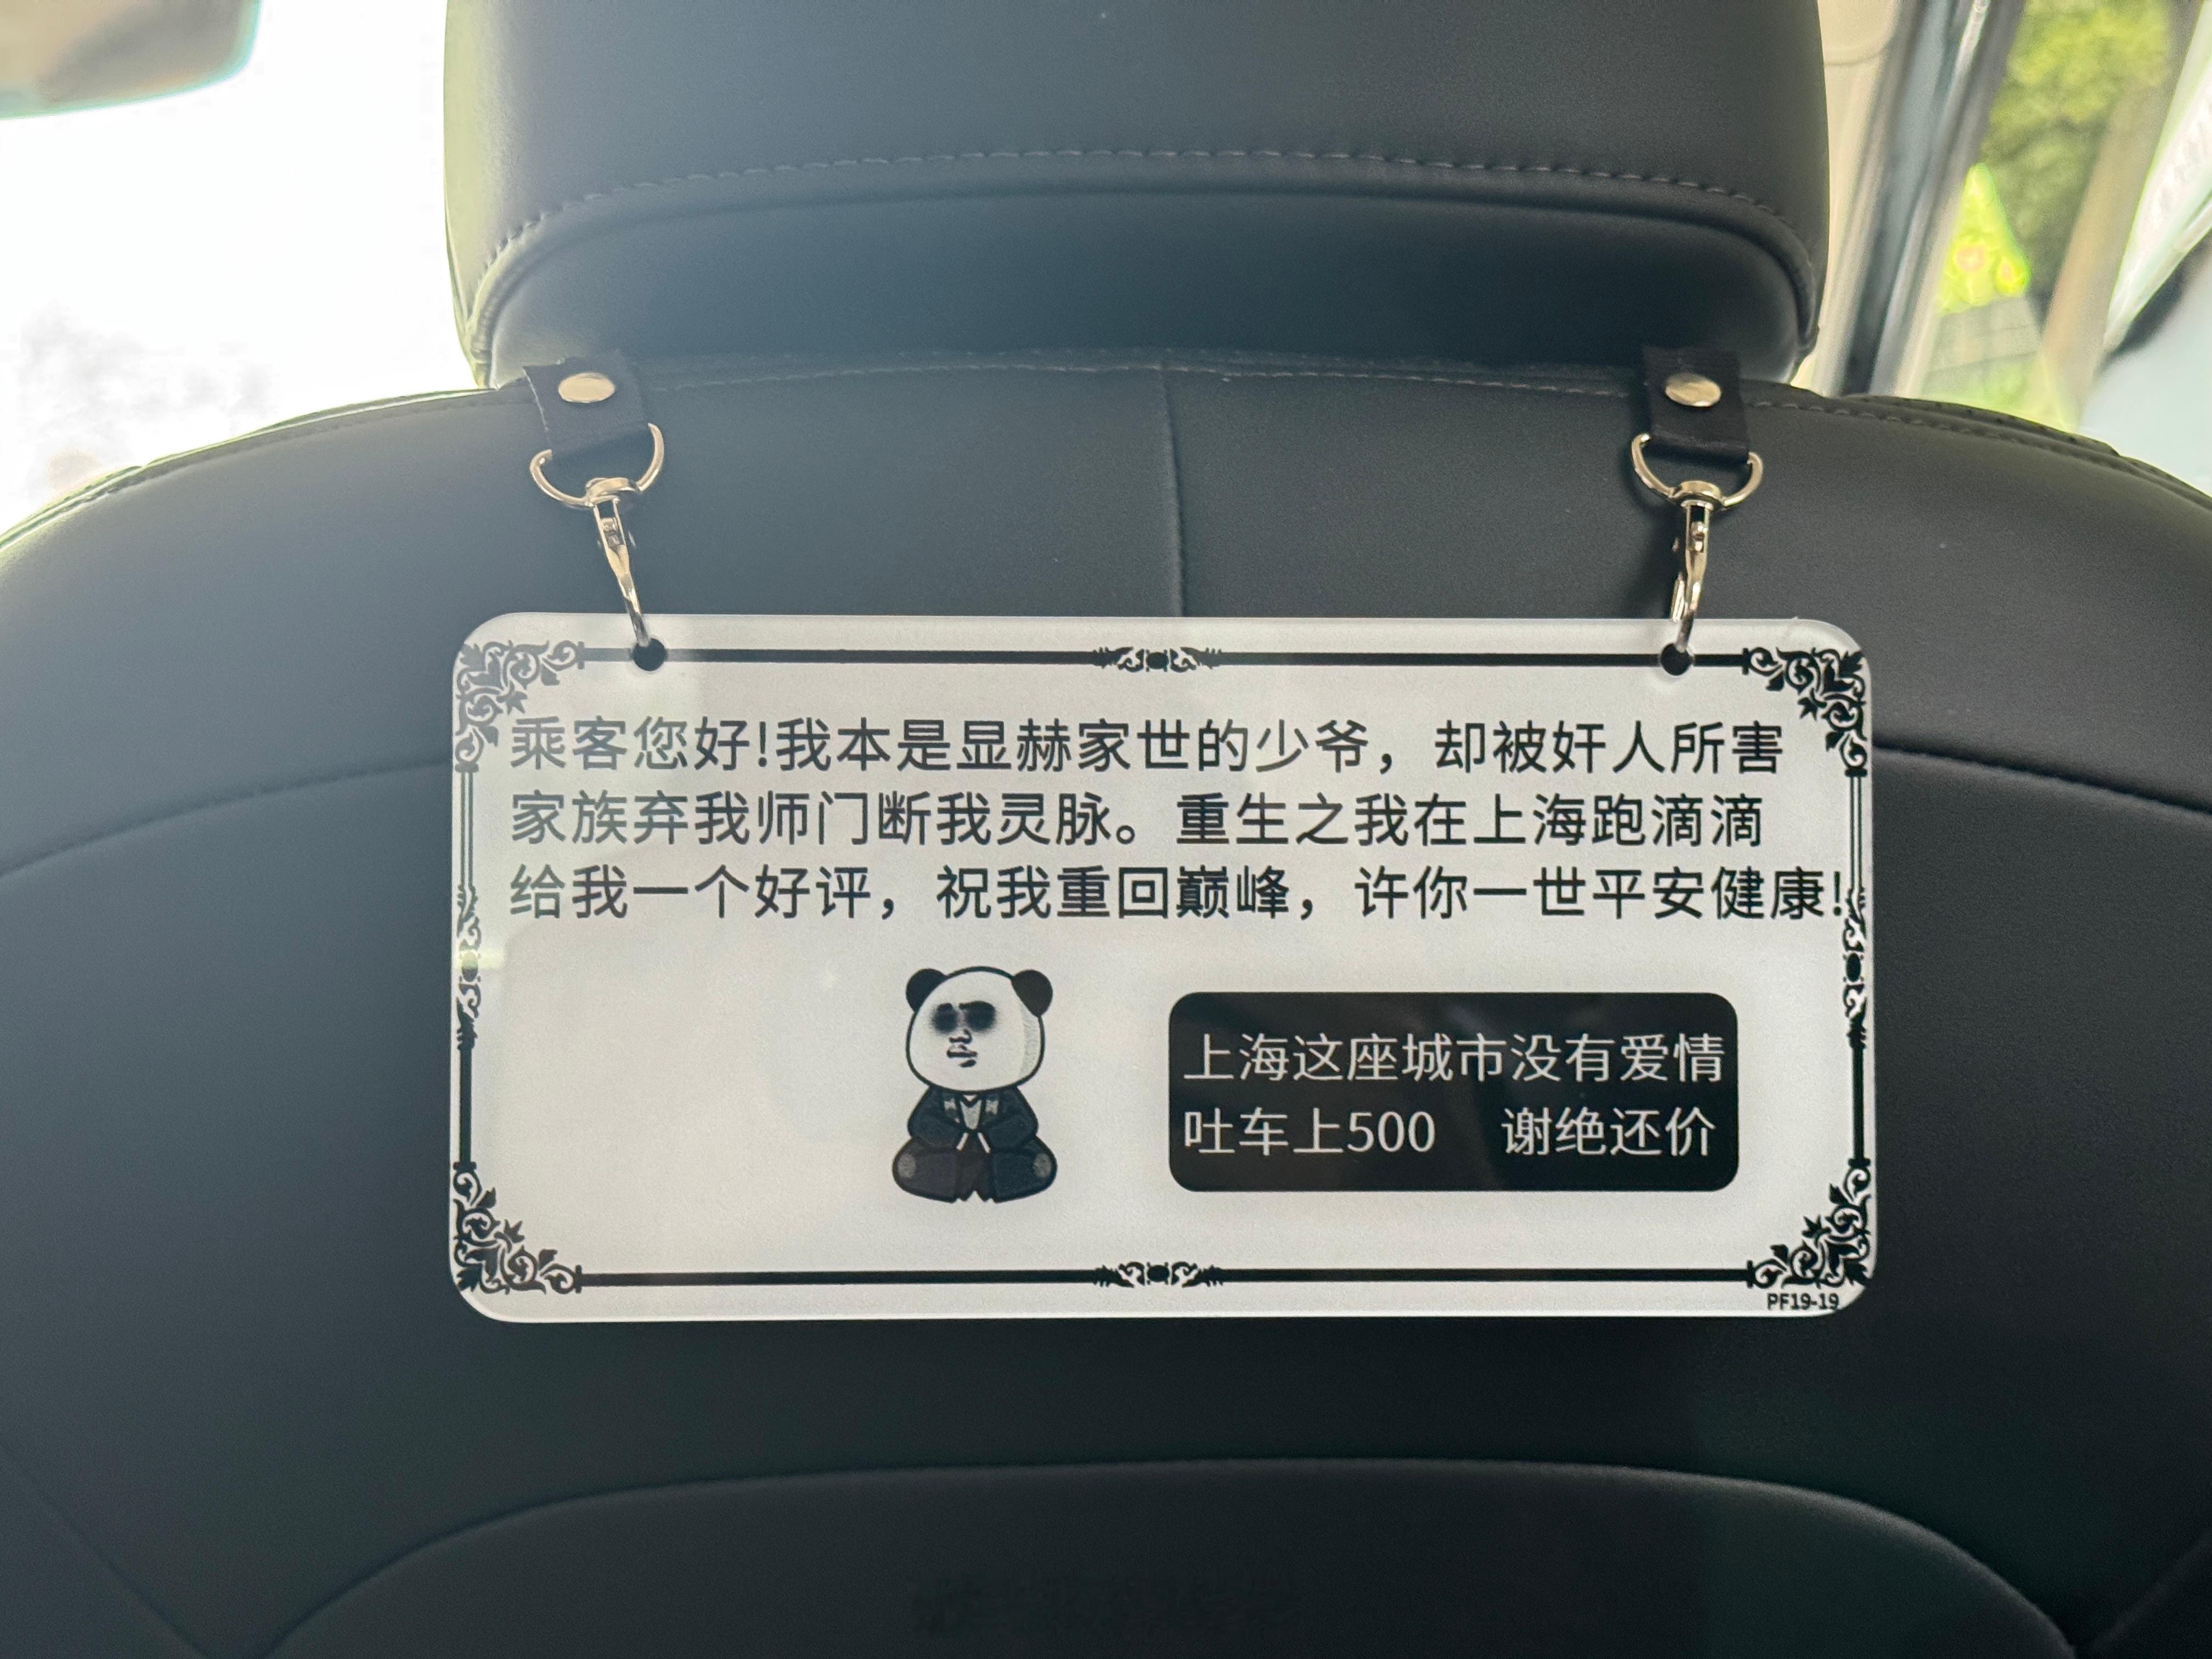 乘客您好!我本是显赫家世的少爷，却被奸人所害
家族弃我师门断我灵脉。重生之我在上海跑滴滴
给我一个好评，祝我重回巅峰，许你一世平安健康!
上海这座城市没有爱情
吐车上500 谢绝还价
PF19-19